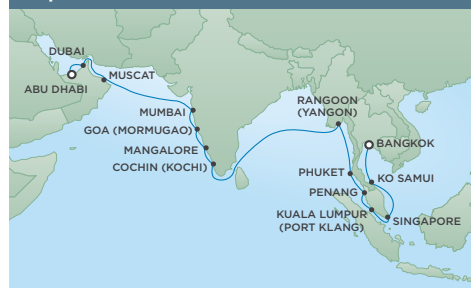 DUBAI
ABU DHABI
MUSCAT
MUMBAI
GOA (MORMUGAO)
MANGALORE
COCHIN (KOCHI)
RANGOON
(YANGON)
BANGKOK
PHUKET
KO SAMUI
PENANG
KUALA LUMPUR
(PORT KLANG)
SINGAPORE